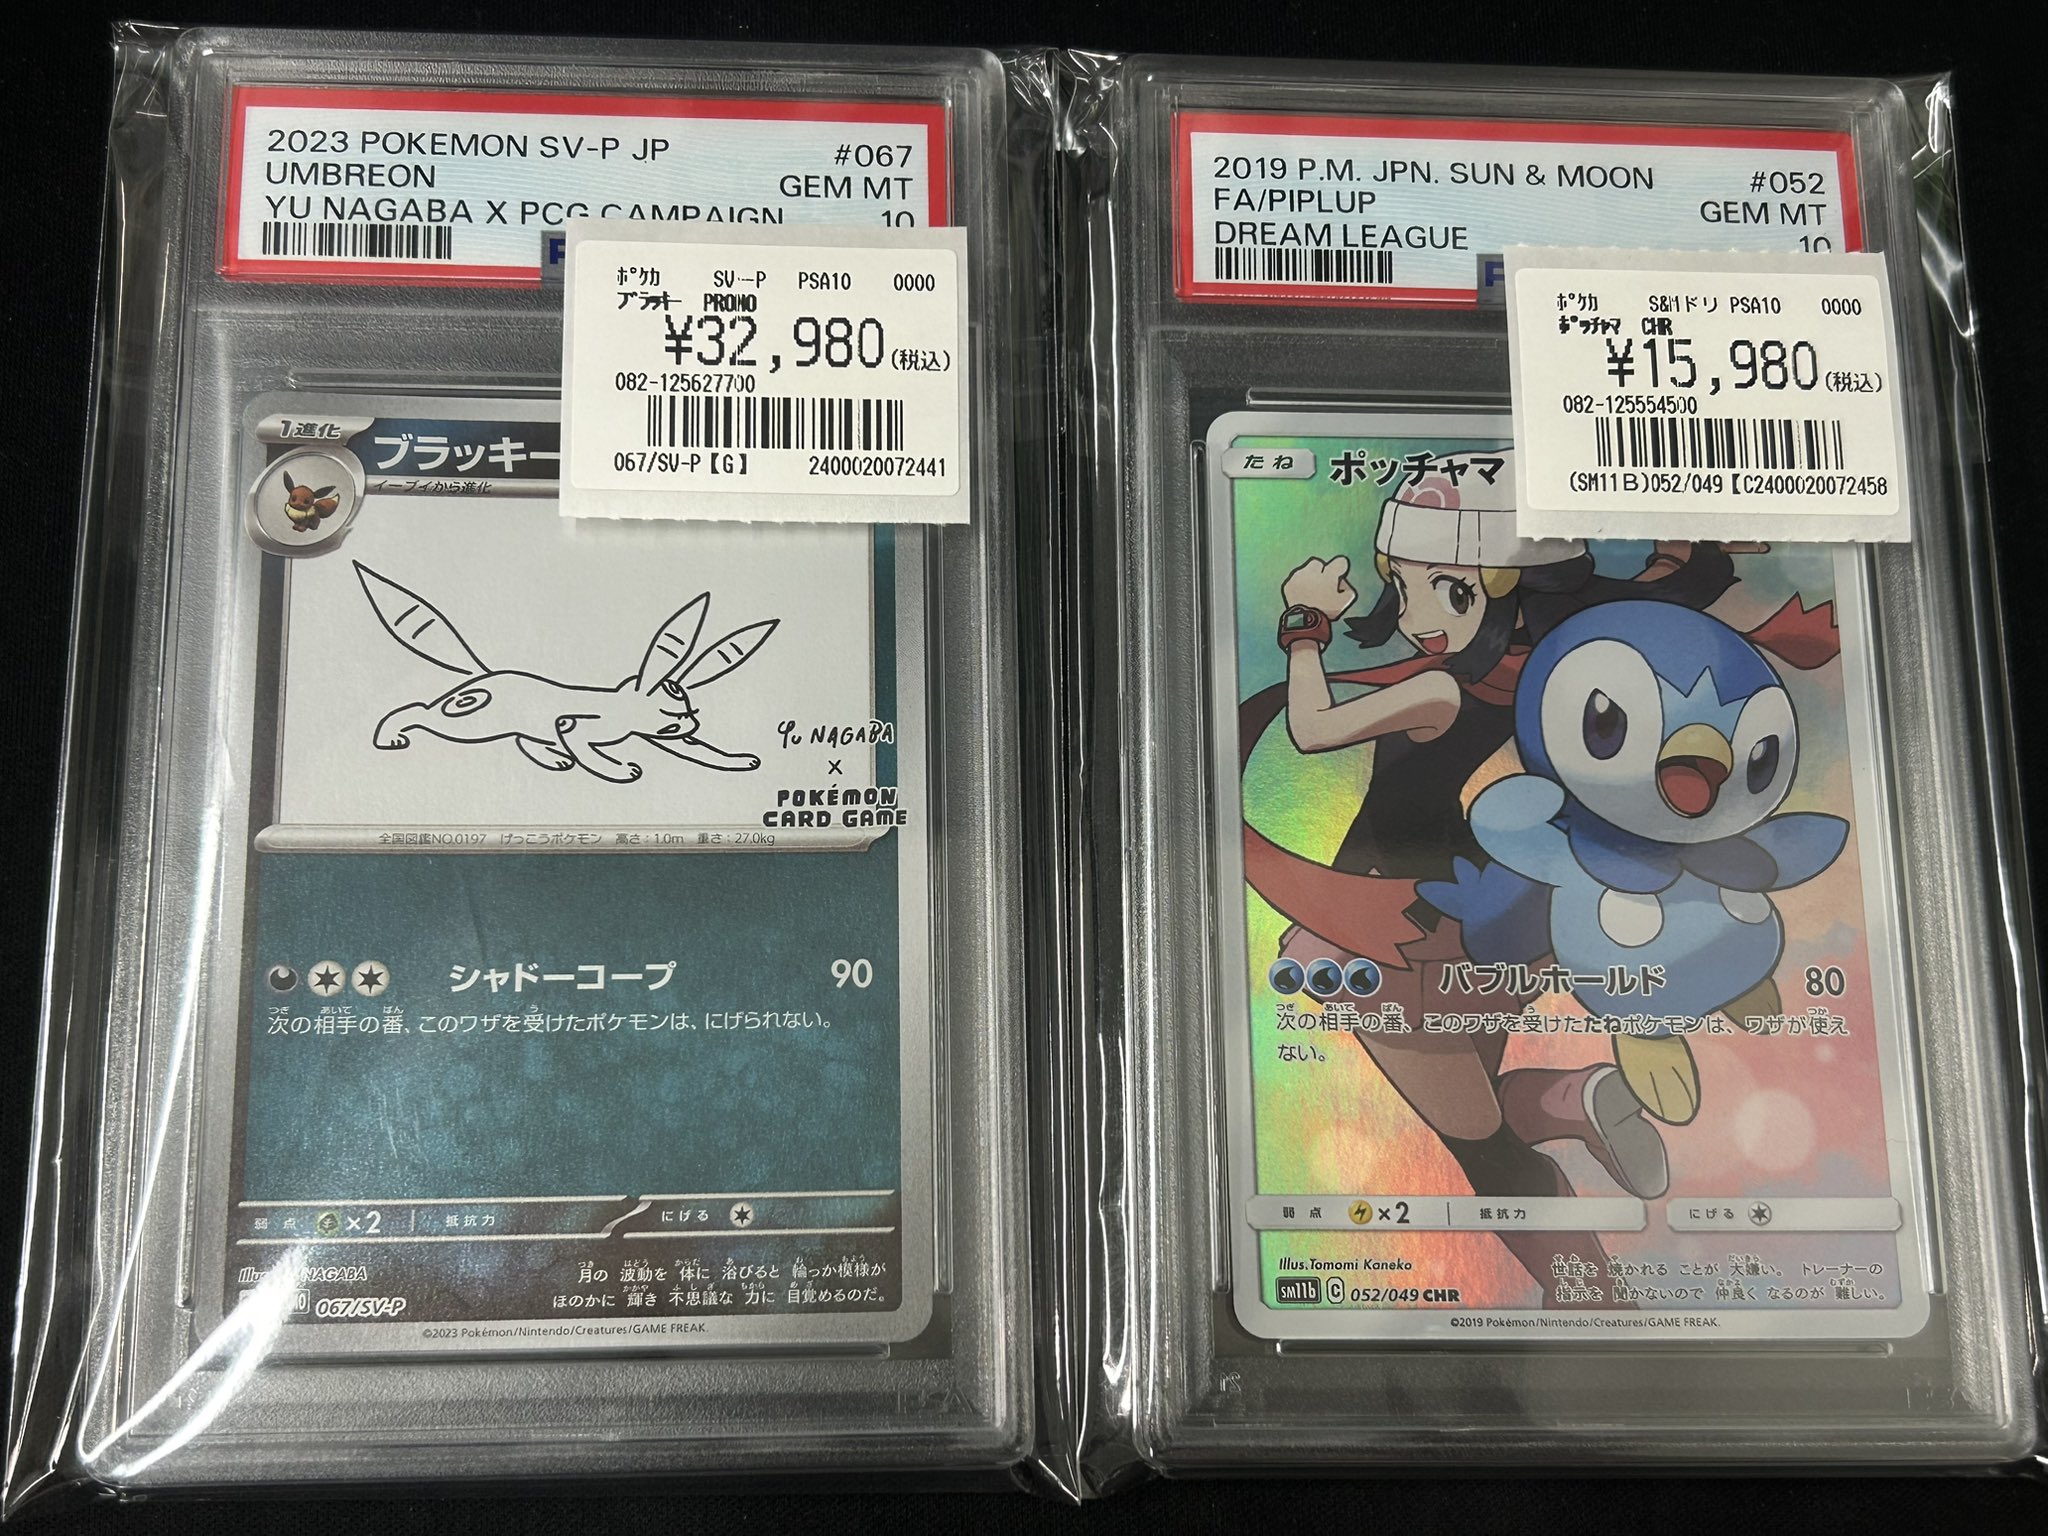 2023 POKEMON SV-P JP #067
UMBREON GEM MT
YU NAGABA X PCG CAMPAIGN 10
ポケカ SV-P PSA10 0000
ブラッキー PROMO
¥32,980(税込)
082-125627700
067/SV-P【G】 2400020072441
1進化
ブラッキー
イーブイから進化
Yu NAGABA
×
POKÉMON
CARD GAME
全国図鑑NO.0197 げっこうポケモン 高さ:1.0m 重さ:27.0kg
シャドーコープ 90
次の相手の番、このワザを受けたポケモンは、にげられない。
弱点 ×2 抵抗力 にげる
Illus. NAGABA
067/SV-P
月の波動を体に浴びると輪っか模様が
ほのかに輝き不思議な力に目覚めるのだ。
©2023 Pokémon/Nintendo/Creatures/GAME FREAK.
2019 P.M. JPN. SUN & MOON #052
FA/PIPLUP GEM MT
DREAM LEAGUE 10
ポケカ S&Mドリ PSA10 0000
ポッチャマ CHR
¥15,980(税込)
082-125554500
(SM11B)052/049【C2400020072458
たね
ポッチャマ
バブルホールド 80
次の相手の番、このワザを受けたたねポケモンは、ワザが使え
ない。
弱点 ×2 抵抗力 にげる
Illus.Tomomi Kaneko
sm11b C 052/049 CHR
世話を焼かれることが大嫌い。トレーナーの
指示を聞かないので仲良くなるのが難しい。
©2019 Pokémon/Nintendo/Creatures/GAME FREAK.